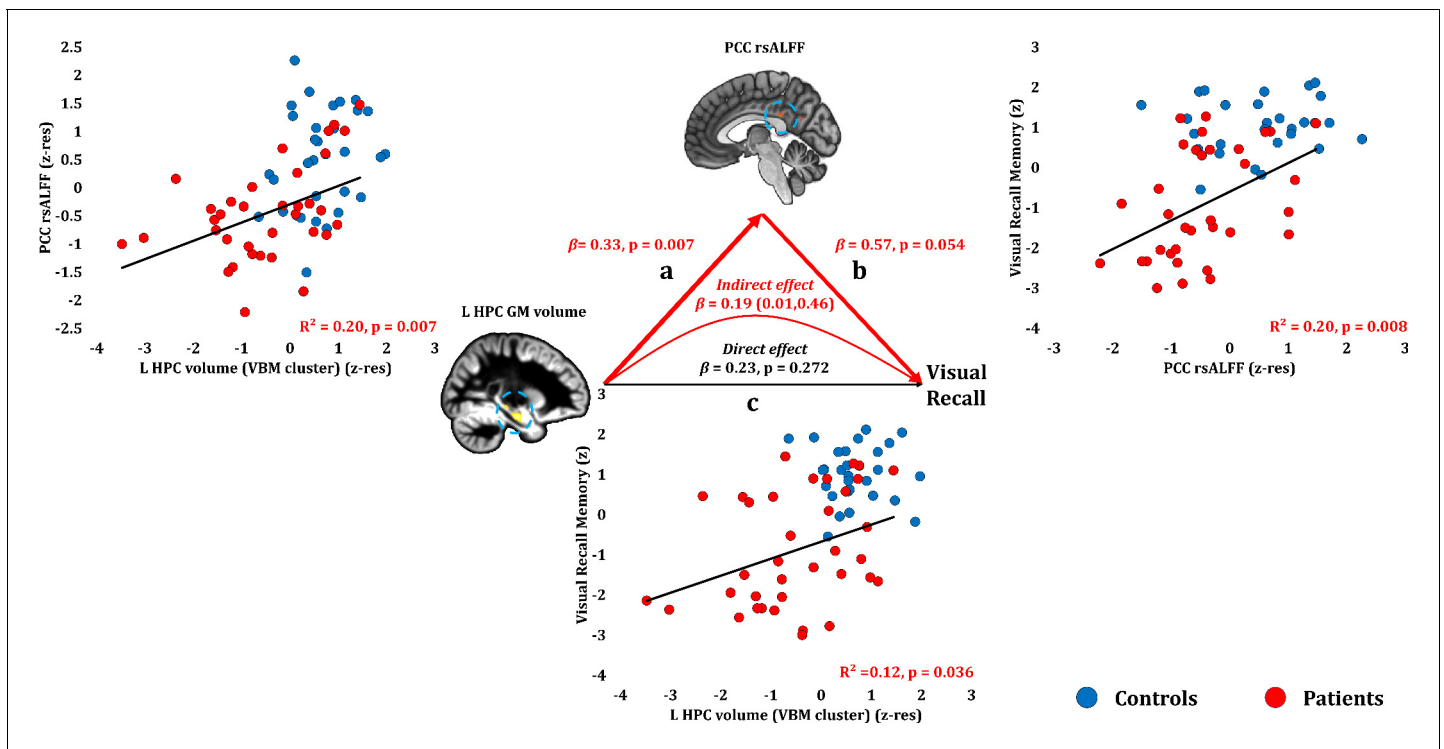 2.5
2
1.5
1
0.5
0
-0.5
-1
-1.5
-2
-2.5
PCC rsALFF (z-res)
R² = 0.20, p = 0.007
-4 -3 -2 -1 0 1 2 3
L HPC volume (VBM cluster) (z-res)
PCC rsALFF
β = 0.33, p = 0.007
a
β = 0.57, p = 0.054
b
Indirect effect
β = 0.19 (0.01,0.46)
L HPC GM volume
Direct effect
β = 0.23, p = 0.272
c
Visual
Recall
3
2
1
0
-1
-2
-3
-4
Visual Recall Memory (z)
R² = 0.20, p = 0.008
-3 -2 -1 0 1 2 3
PCC rsALFF (z-res)
3
2
1
0
-1
-2
-3
-4
Visual Recall Memory (z)
R² =0.12, p = 0.036
-4 -3 -2 -1 0 1 2 3
L HPC volume (VBM cluster) (z-res)
Controls Patients